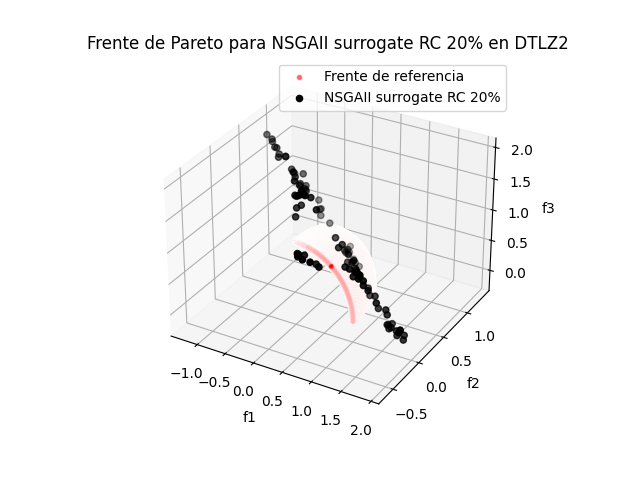 Frente de Pareto para NSGAII surrogate RC 20% en DTLZ2
Frente de referencia
NSGAII surrogate RC 20%
2.0
1.5
1.0
0.5
0.0
f3
1.0
0.5
0.0
−0.5
f2
−1.0
−0.5
0.0
0.5
1.0
1.5
2.0
f1